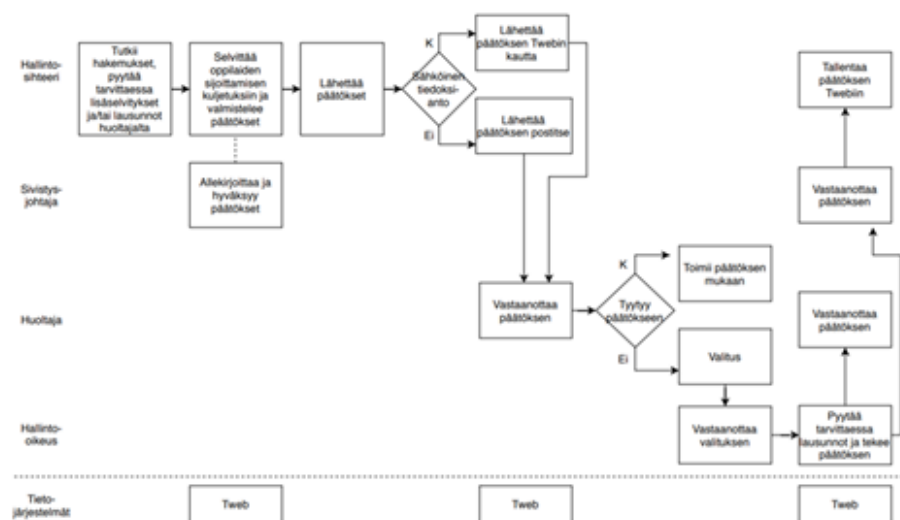 Hallinto-
sihteeri
Tutkii
hakemukset,
pyytää
tarvittaessa
lisäselvitykset
ja/tai lausunnot
huoltajalta
Selvittää
oppilaiden
sijoittamisen
kuljetuksiin ja
valmistelee
päätökset
Lähettää
päätökset
Sähköinen
tiedoksi-
anto
K
Ei
Lähettää
päätöksen Twebin
kautta
Lähettää
päätöksen postitse
Tallentaa
päätöksen
Twebiin
Sivistys-
johtaja
Allekirjoittaa ja
hyväksyy
päätökset
Vastaanottaa
päätöksen
Huoltaja
Vastaanottaa
päätöksen
Tyytyy
päätökseen
K
Ei
Toimii päätöksen
mukaan
Valitus
Vastaanottaa
päätöksen
Hallinto-
oikeus
Vastaanottaa
valituksen
Pyytää
tarvittaessa
lausunnot ja tekee
päätöksen
Tieto-
järjestelmät
Tweb
Tweb
Tweb